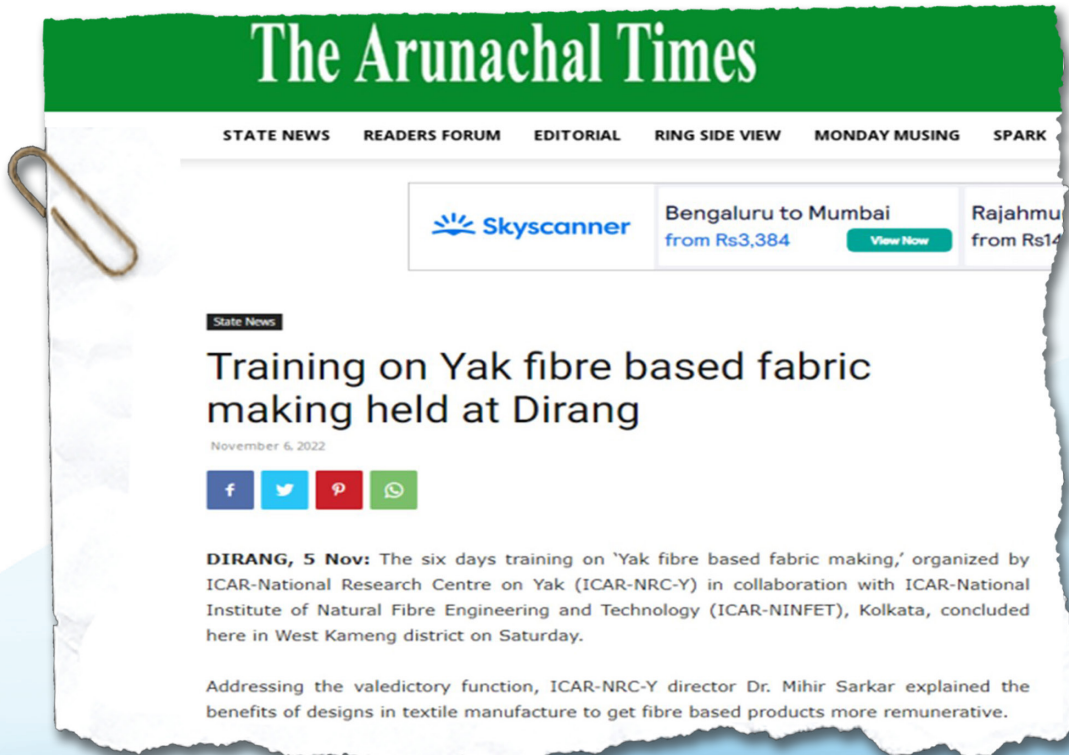 The Arunachal Times
STATE NEWS READERS FORUM EDITORIAL RING SIDE VIEW MONDAY MUSING SPARK
Skyscanner
Bengaluru to Mumbai
from Rs3,384
View Now
from
State News
Training on Yak fibre based fabric
making held at Dirang
November 6, 2022
DIRANG, 5 Nov: The six days training on ‘Yak fibre based fabric making,’ organized by
ICAR-National Research Centre on Yak (ICAR-NRC-Y) in collaboration with ICAR-National
Institute of Natural Fibre Engineering and Technology (ICAR-NINFET), Kolkata, concluded
here in West Kameng district on Saturday.
Addressing the valedictory function, ICAR-NRC-Y director Dr. Mihir Sarkar explained the
benefits of designs in textile manufacture to get fibre based products more remunerative.